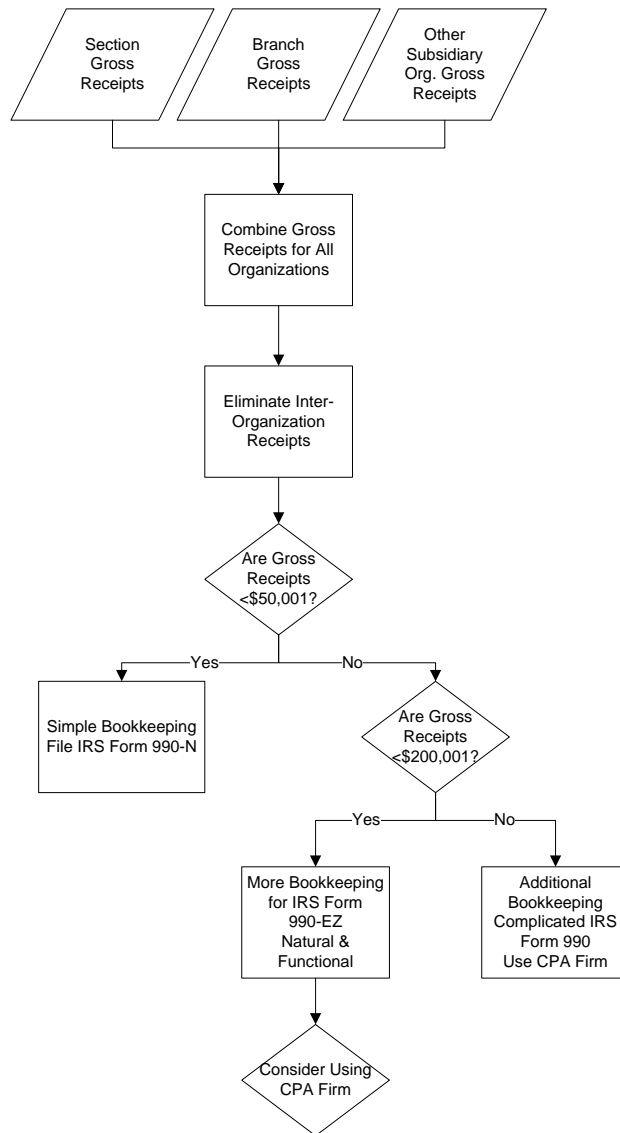 Section
Gross
Receipts
Branch
Gross
Receipts
Other
Subsidiary
Org. Gross
Receipts
Combine Gross
Receipts for All
Organizations
Eliminate Inter-
Organization
Receipts
Are Gross
Receipts
<$50,001?
Yes
No
Simple Bookkeeping
File IRS Form 990-N
Are Gross
Receipts
<$200,001?
Yes
No
More Bookkeeping
for IRS Form
990-EZ
Natural &
Functional
Additional
Bookkeeping
Complicated IRS
Form 990
Use CPA Firm
Consider Using
CPA Firm